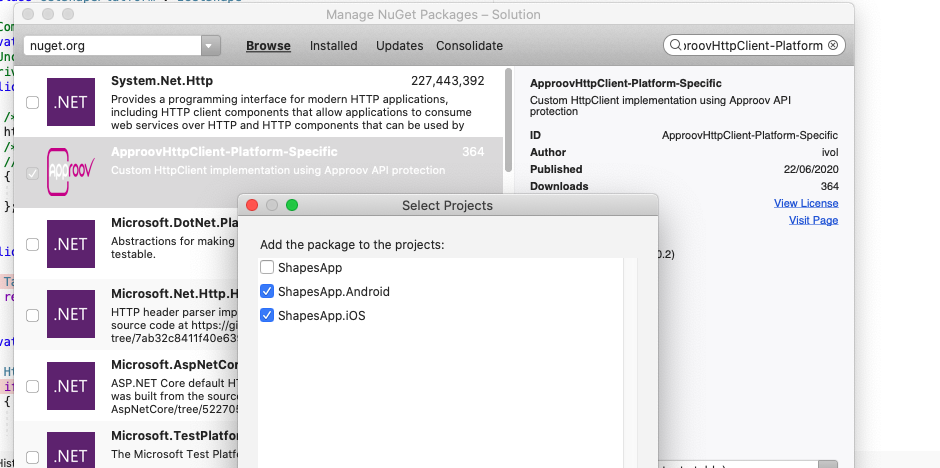 Manage NuGet Packages – Solution
nuget.org
Browse
Installed
Updates
Consolidate
roovHttpClient-Platform
System.Net.Http
227,443,392
Provides a programming interface for modern HTTP applications,
including HTTP client components that allow applications to consume
web services over HTTP and HTTP components that can be used by
.NET
ApproovHttpClient-Platform-Specific
364
Custom HttpClient implementation using Approov API protection
approov
Microsoft.DotNet.Pla
Abstractions for making
testable.
.NET
Microsoft.Net.Http.H
HTTP header parser imp
source code at https://gi
tree/7ab32c8411f40e635
.NET
Microsoft.AspNetCor
ASP.NET Core default HT
was built from the source
AspNetCore/tree/522705
.NET
Microsoft.TestPlatfor
The Microsoft Test Platf
.NET
ApproovHttpClient-Platform-Specific
Custom HttpClient implementation using Approov API
protection
ID
ApproovHttpClient-Platform-Specific
Author
ivol
Published
22/06/2020
Downloads
364
View License
Visit Page
0.2)
Select Projects
Add the package to the projects:
ShapesApp
ShapesApp.Android
ShapesApp.iOS